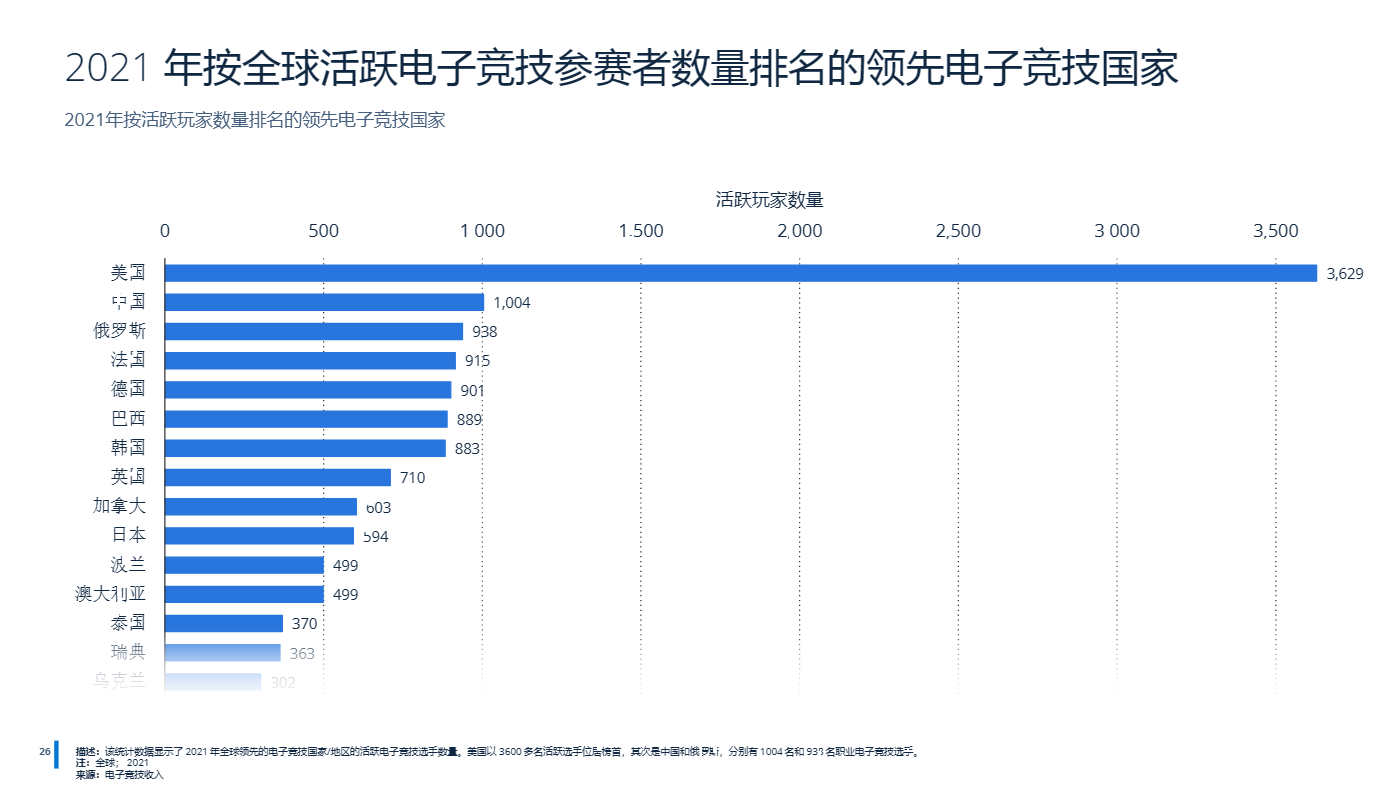 2021 年按全球活跃电子竞技参赛者数量排名的领先电子竞技国家
2021年按活跃玩家数量排名的领先电子竞技国家
活跃玩家数量
0 500 1 000 1.500 2,000 2,500 3 000 3,500
美国 3,629
中国 1,004
俄罗斯 938
法国 915
德国 901
巴西 889
韩国 883
英国 710
加拿大 603
日本 594
波兰 499
澳大利亚 499
泰国 370
瑞典 363
乌克兰 302
26
描述：该统计数据显示了 2021 年全球领先的电子竞技国家/地区的活跃电子竞技选手数量。美国以 3600 多名活跃选手位居榜首，其次是中国和俄罗斯，分别有 1004 名和 938 名职业电子竞技选手。
注：全球； 2021
来源：电子竞技收入